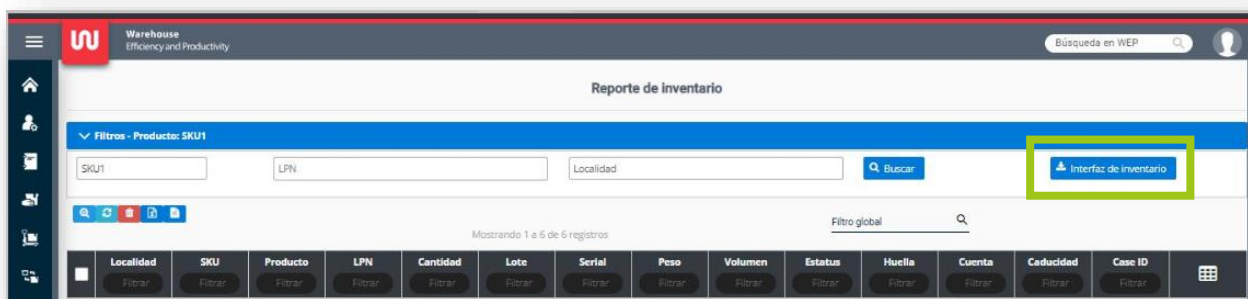 Warehouse
Efficiency and Productivity
Búsqueda en WEP
Reporte de inventario
Filtros - Producto: SKU1
SKU1 LPN Localidad Buscar Interfaz de inventario
Filtro global
Mostrando 1 a 6 de 6 registros
Localidad SKU Producto LPN Cantidad Lote Serial Peso Volumen Estatus Huella Cuenta Caducidad Case ID
Filtrar Filtrar Filtrar Filtrar Filtrar Filtrar Filtrar Filtrar Filtrar Filtrar Filtrar Filtrar Filtrar Filtrar